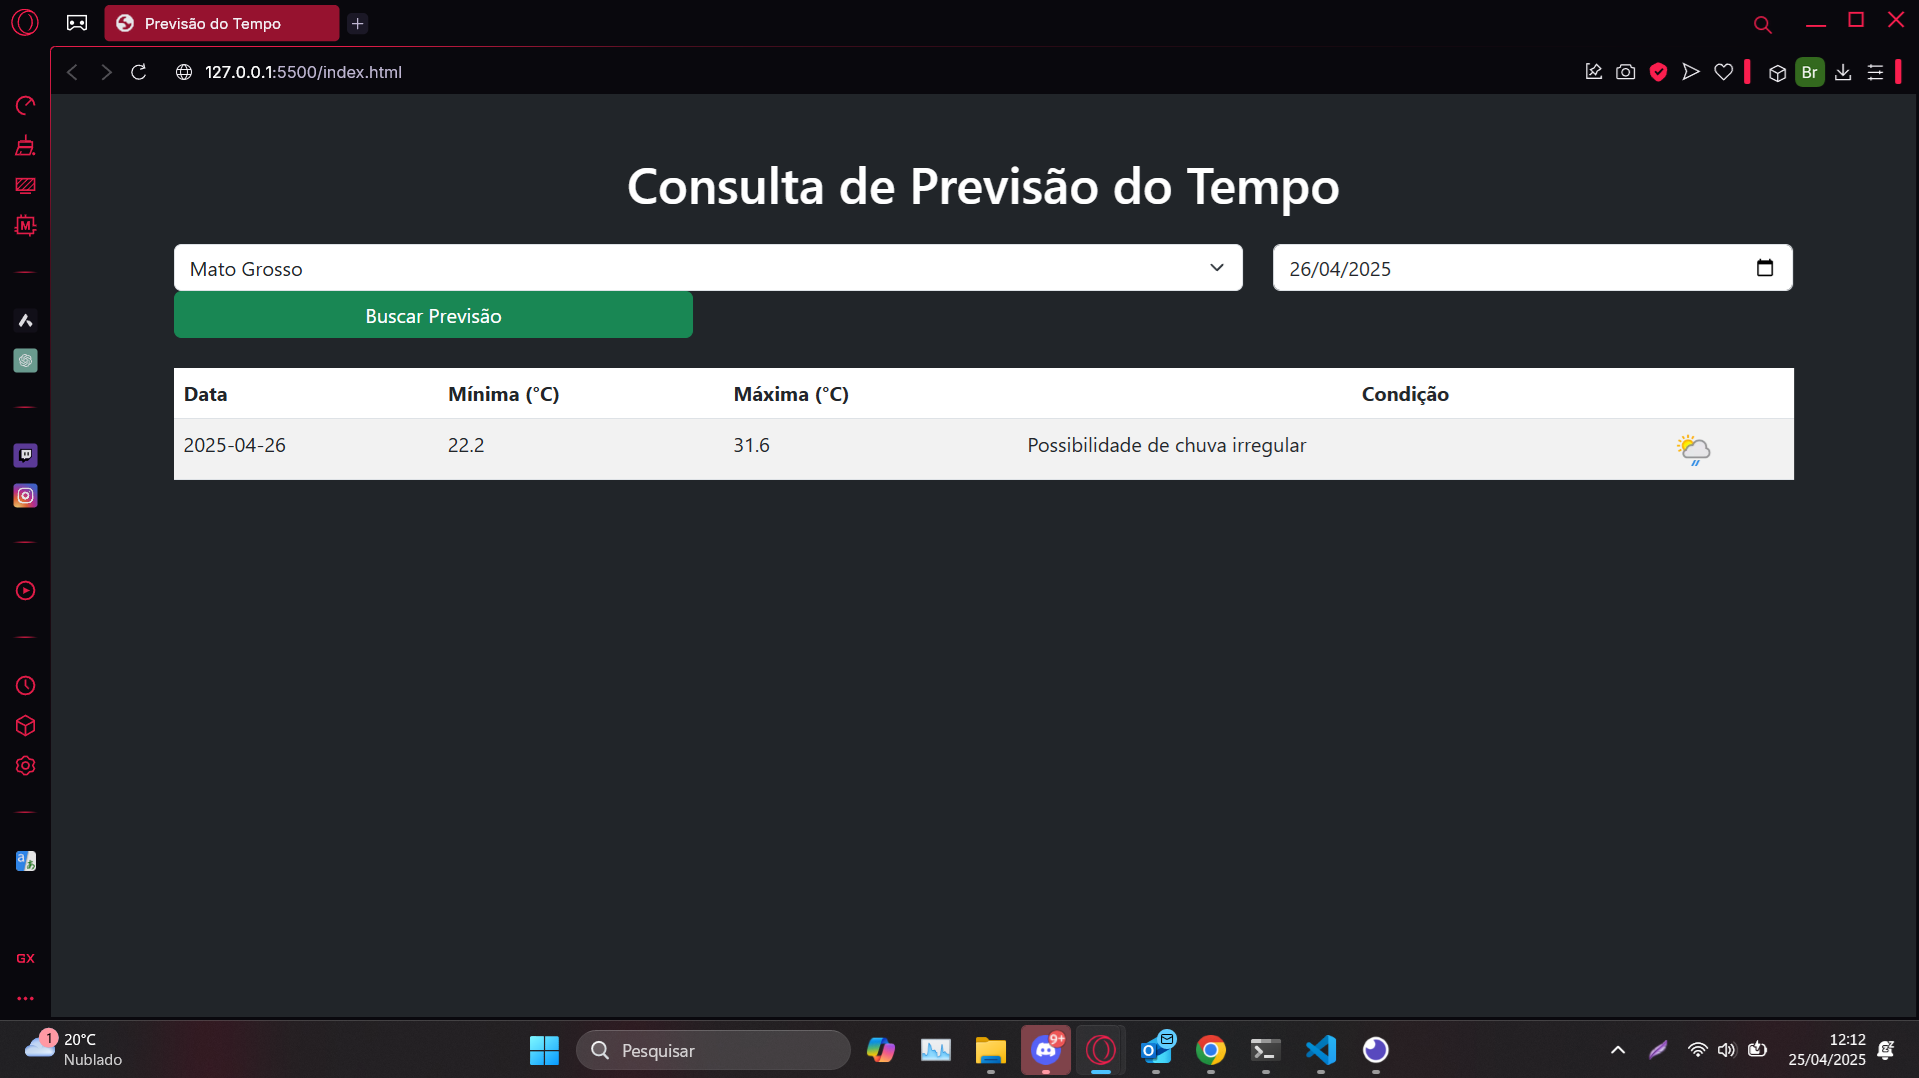 Previsão do Tempo
127.0.0.1:5500/index.html
Br
M
Consulta de Previsão do Tempo
Mato Grosso
26/04/2025
Buscar Previsão
Data Mínima (°C) Máxima (°C) Condição
2025-04-26 22.2 31.6 Possibilidade de chuva irregular
GX
1
20°C
Nublado
Pesquisar
9+
12:12
25/04/2025